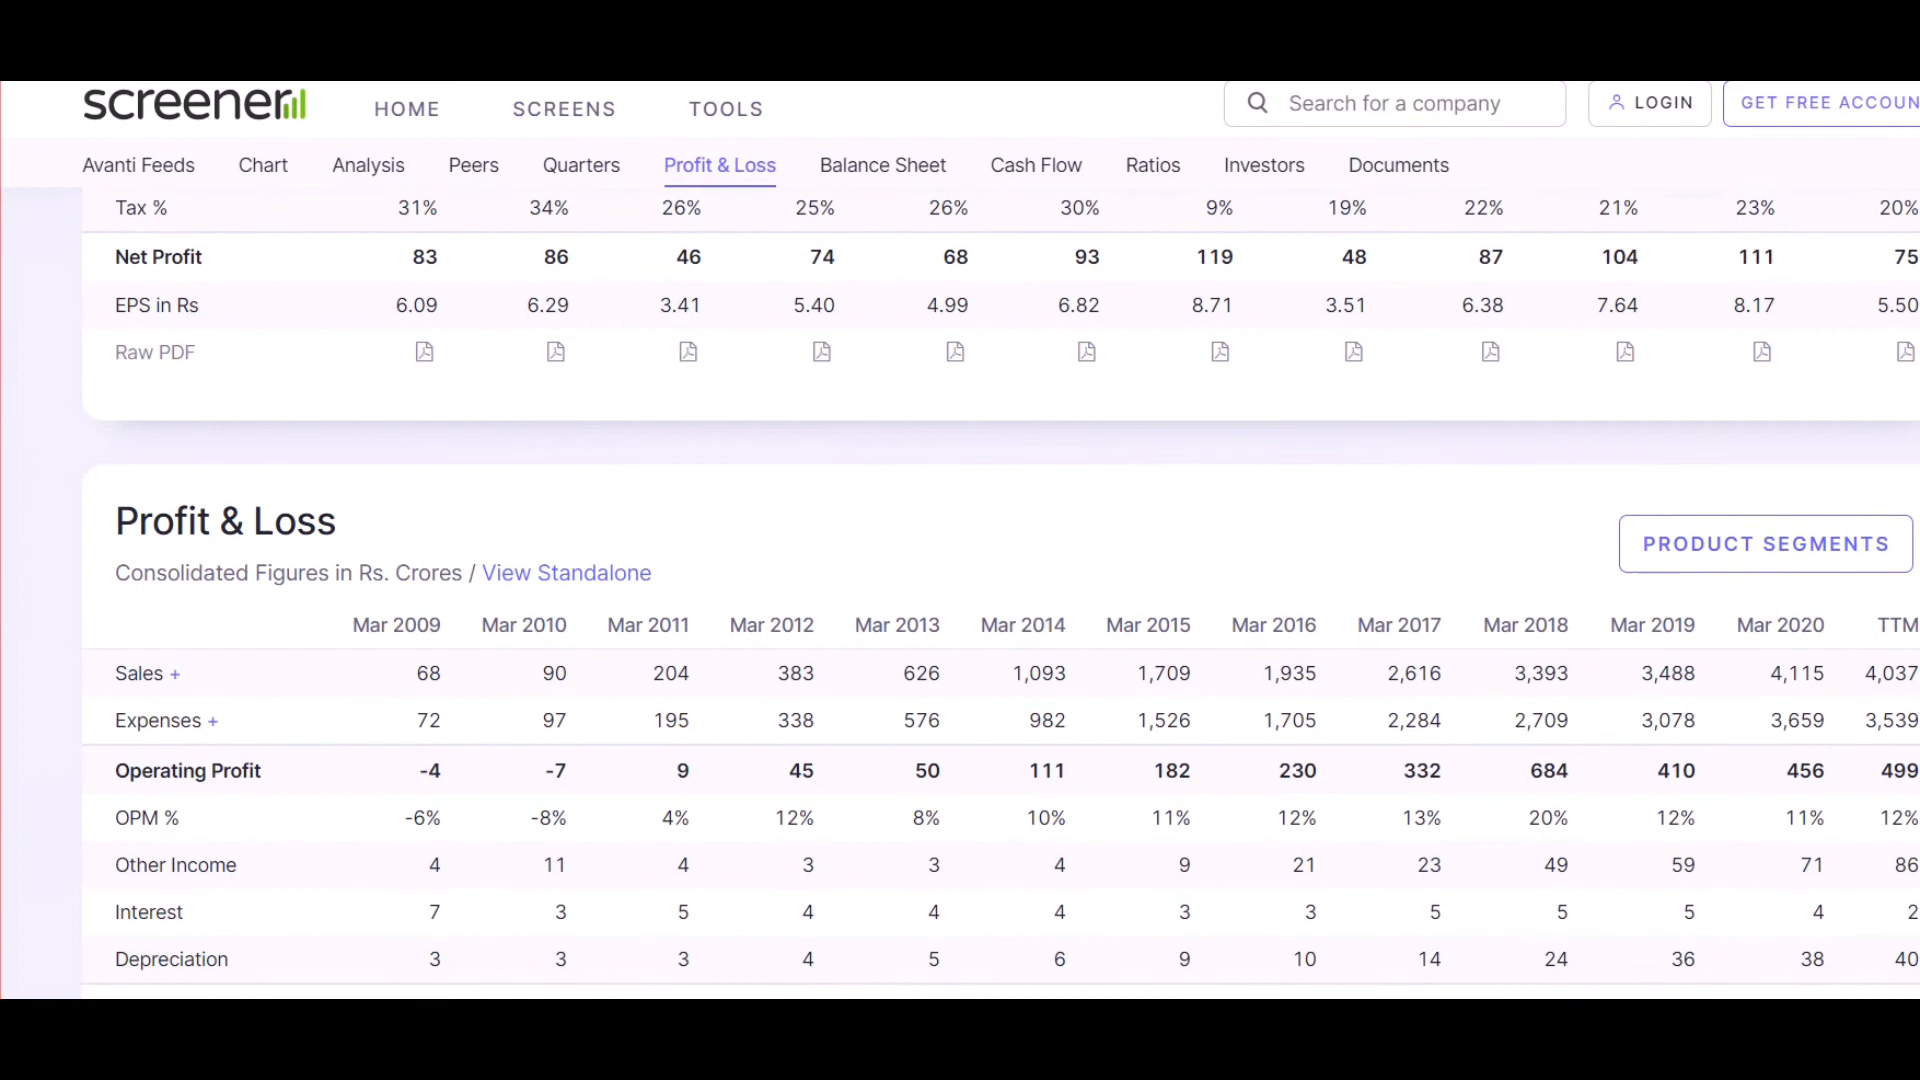 screener HOME SCREENS TOOLS Search for a company LOGIN GET FREE ACCOUN
Avanti Feeds Chart Analysis Peers Quarters Profit & Loss Balance Sheet Cash Flow Ratios Investors Documents
Tax % 31% 34% 26% 25% 26% 30% 9% 19% 22% 21% 23% 20%
Net Profit 83 86 46 74 68 93 119 48 87 104 111 75
EPS in Rs 6.09 6.29 3.41 5.40 4.99 6.82 8.71 3.51 6.38 7.64 8.17 5.50
Raw PDF
Profit & Loss
PRODUCT SEGMENTS
Consolidated Figures in Rs. Crores / View Standalone
Mar 2009 Mar 2010 Mar 2011 Mar 2012 Mar 2013 Mar 2014 Mar 2015 Mar 2016 Mar 2017 Mar 2018 Mar 2019 Mar 2020 TTM
Sales + 68 90 204 383 626 1,093 1,709 1,935 2,616 3,393 3,488 4,115 4,037
Expenses + 72 97 195 338 576 982 1,526 1,705 2,284 2,709 3,078 3,659 3,539
Operating Profit -4 -7 9 45 50 111 182 230 332 684 410 456 499
OPM % -6% -8% 4% 12% 8% 10% 11% 12% 13% 20% 12% 11% 12%
Other Income 4 11 4 3 3 4 9 21 23 49 59 71 86
Interest 7 3 5 4 4 4 3 3 5 5 5 4 2
Depreciation 3 3 3 4 5 6 9 10 14 24 36 38 40